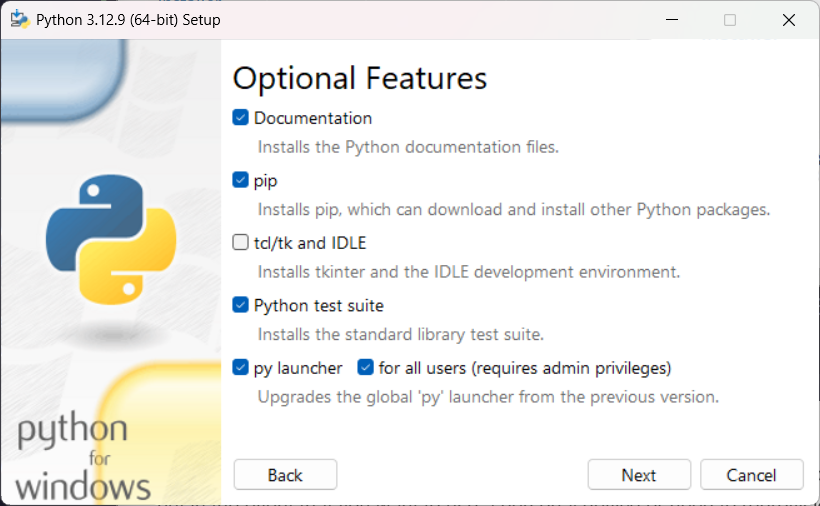 Python 3.12.9 (64-bit) Setup
Optional Features
Documentation
Installs the Python documentation files.
pip
Installs pip, which can download and install other Python packages.
tcl/tk and IDLE
Installs tkinter and the IDLE development environment.
Python test suite
Installs the standard library test suite.
py launcher for all users (requires admin privileges)
Upgrades the global 'py' launcher from the previous version.
python
for
windows
Back Next Cancel